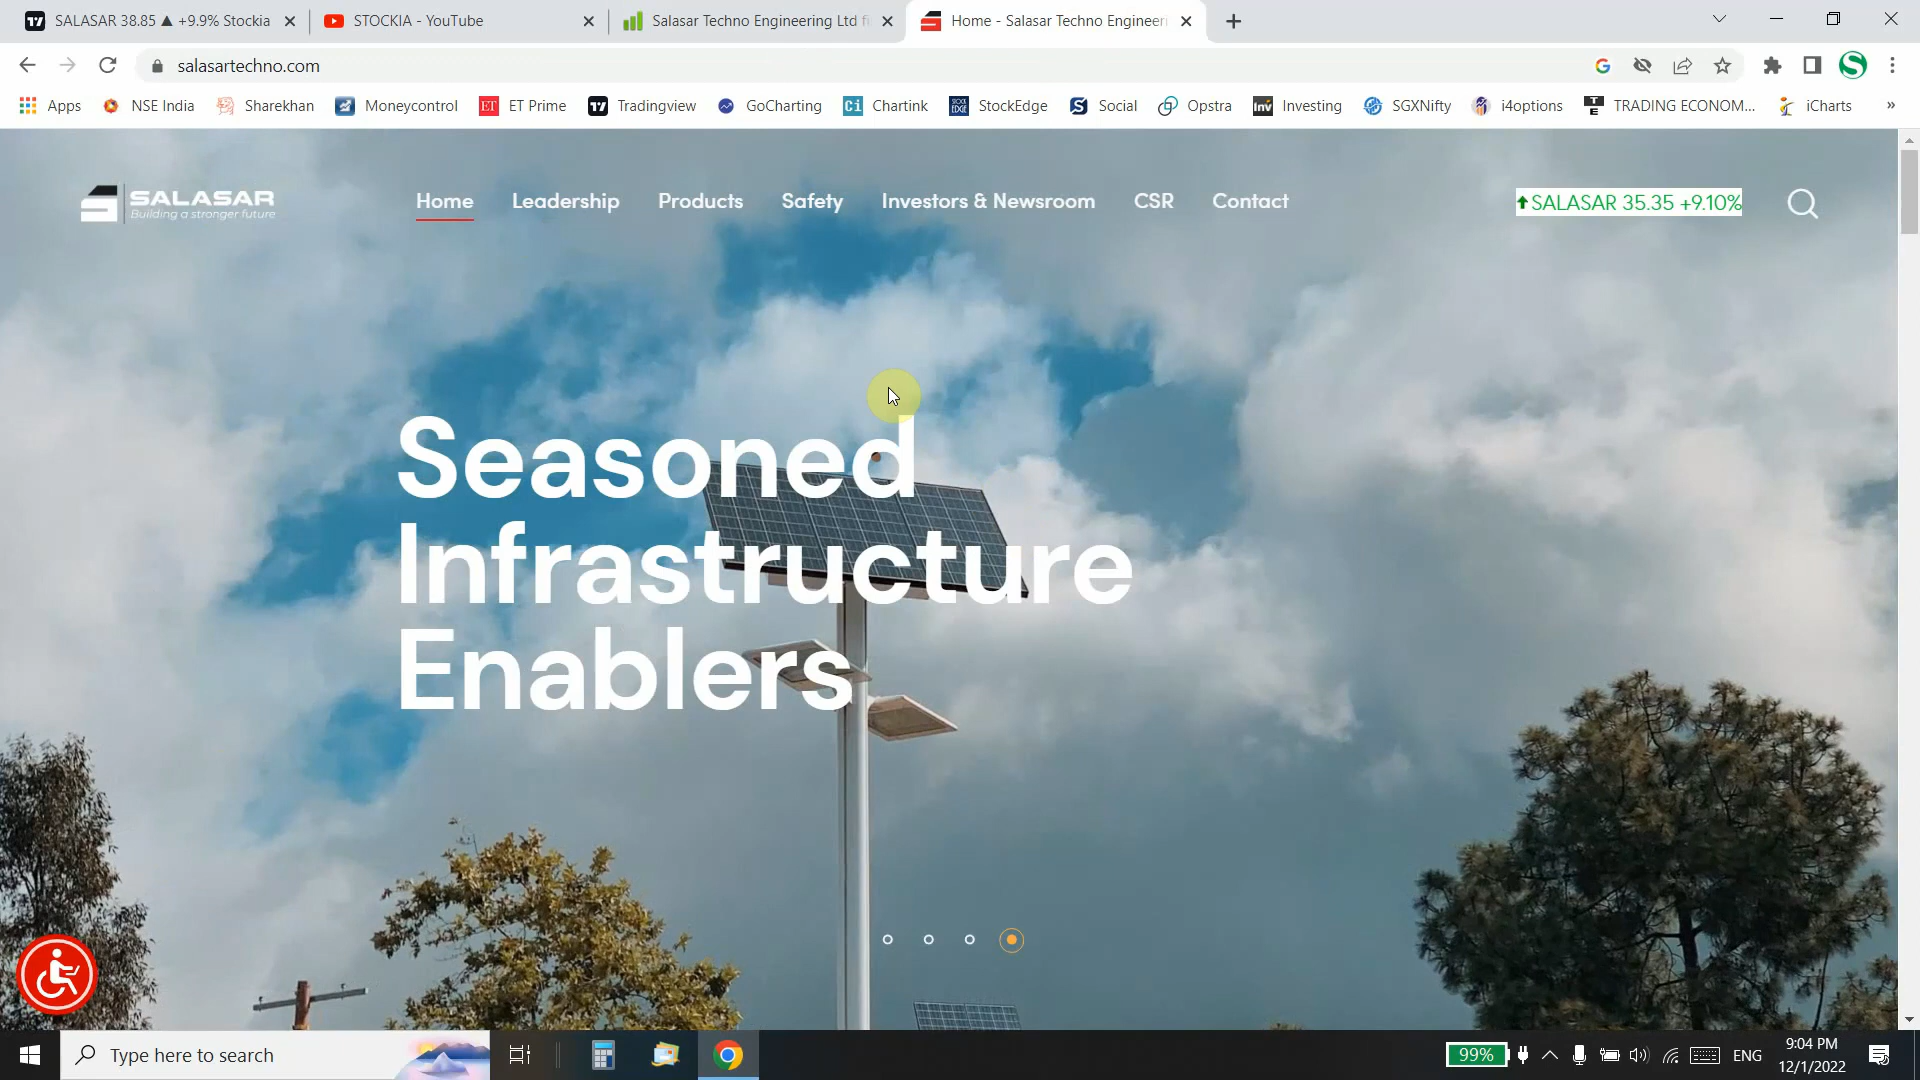 SALASAR 38.85 ▲ +9.9% Stockia
STOCKIA - YouTube
Salasar Techno Engineering Ltd fi
Home - Salasar Techno Engineeri
salasartechno.com
Apps
NSE India
Sharekhan
Moneycontrol
ET Prime
Tradingview
GoCharting
Chartink
StockEdge
Social
Opstra
Investing
SGXNifty
i4options
TRADING ECONOM...
iCharts
»
SALASAR
Building a stronger future
Home
Leadership
Products
Safety
Investors & Newsroom
CSR
Contact
SALASAR 35.35 +9.10%
Seasoned
Infrastructure
Enablers
Type here to search
99%
ENG
9:04 PM
12/1/2022